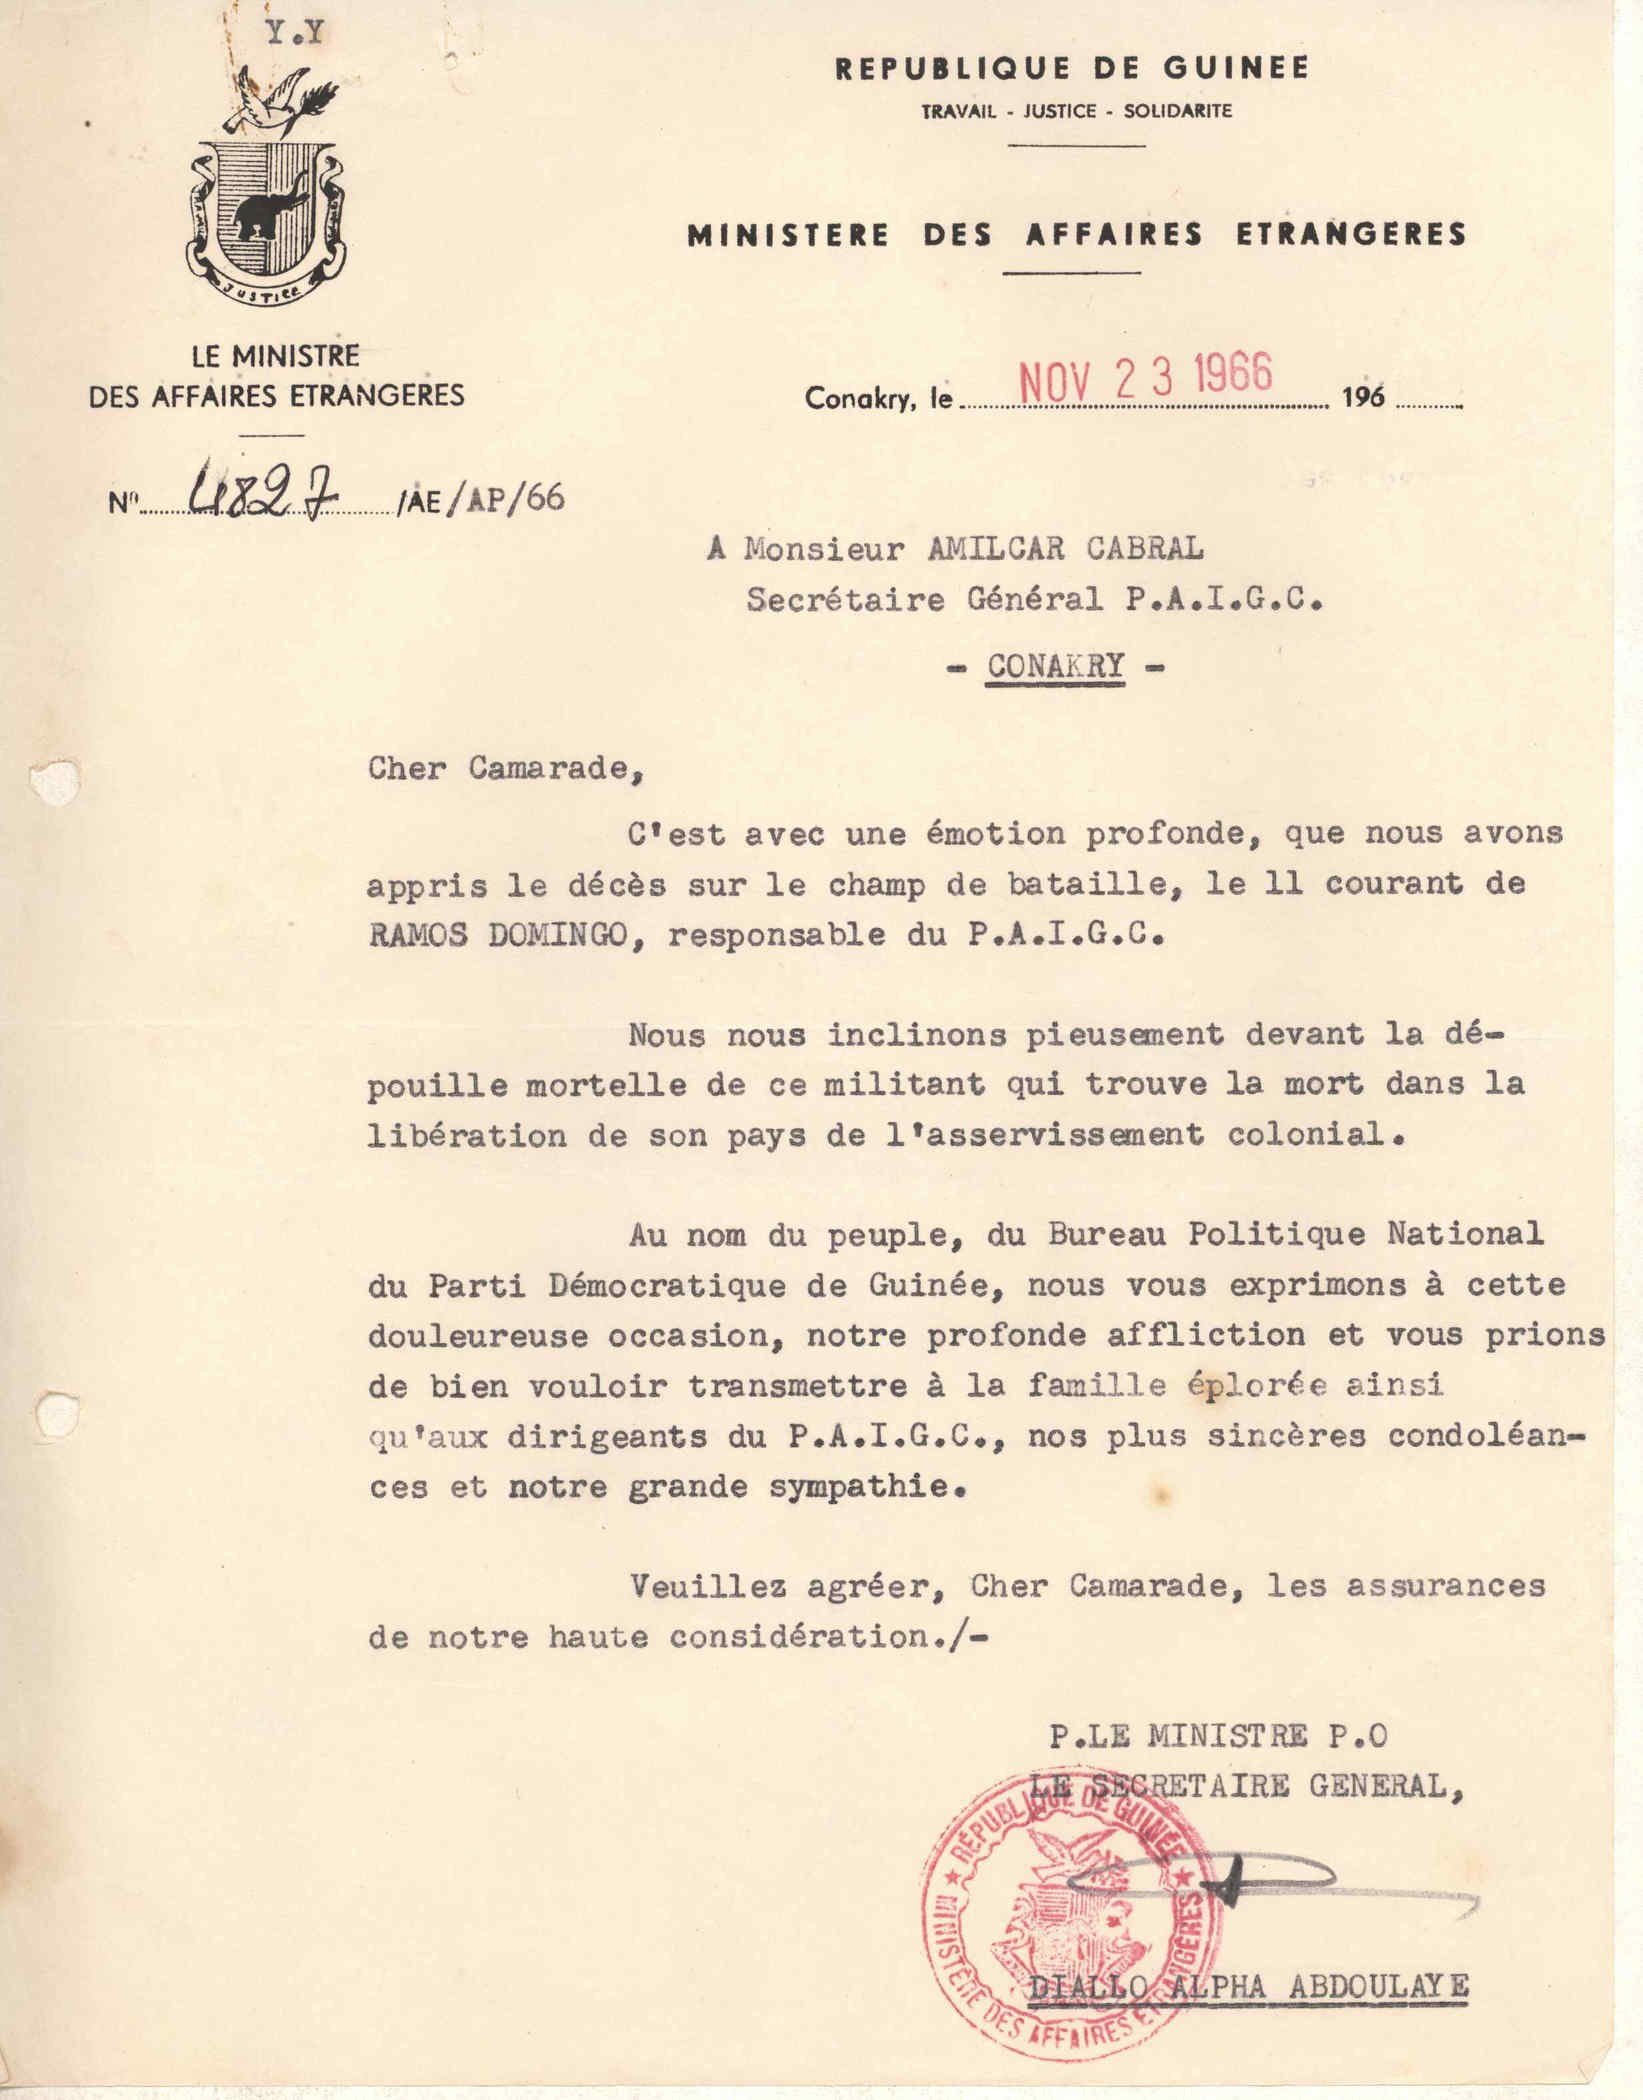 Y.Y
REPUBLIQUE DE GUINEE
TRAVAIL - JUSTICE - SOLIDARITE
MINISTERE DES AFFAIRES ETRANGERES
JUSTICE
LE MINISTRE
DES AFFAIRES ETRANGERES
Conakry, le NOV 23 1966 196
Nº 4827 /AE/AP/66
A Monsieur AMILCAR CABRAL
Secrétaire Général P.A.I.G.C.
- CONAKRY -
Cher Camarade,
C'est avec une émotion profonde, que nous avons
appris le décès sur le champ de bataille, le 11 courant de
RAMOS DOMINGO, responsable du P.A.I.G.C.
Nous nous inclinons pieusement devant la dé-
pouille mortelle de ce militant qui trouve la mort dans la
libération de son pays de l'asservissement colonial.
Au nom du peuple, du Bureau Politique National
du Parti Démocratique de Guinée, nous vous exprimons à cette
douleureuse occasion, notre profonde affliction et vous prions
de bien vouloir transmettre à la famille éplorée ainsi
qu'aux dirigeants du P.A.I.G.C., nos plus sincères condoléan-
ces et notre grande sympathie.
Veuillez agréer, Cher Camarade, les assurances
de notre haute considération./-
P.LE MINISTRE P.O
LE SECRETAIRE GENERAL,
RÉPUBLIQUE DE GUINÉE
MINISTÈRE DES AFFAIRES ETRANGÈRES
DIALLO ALPHA ABDOULAYE